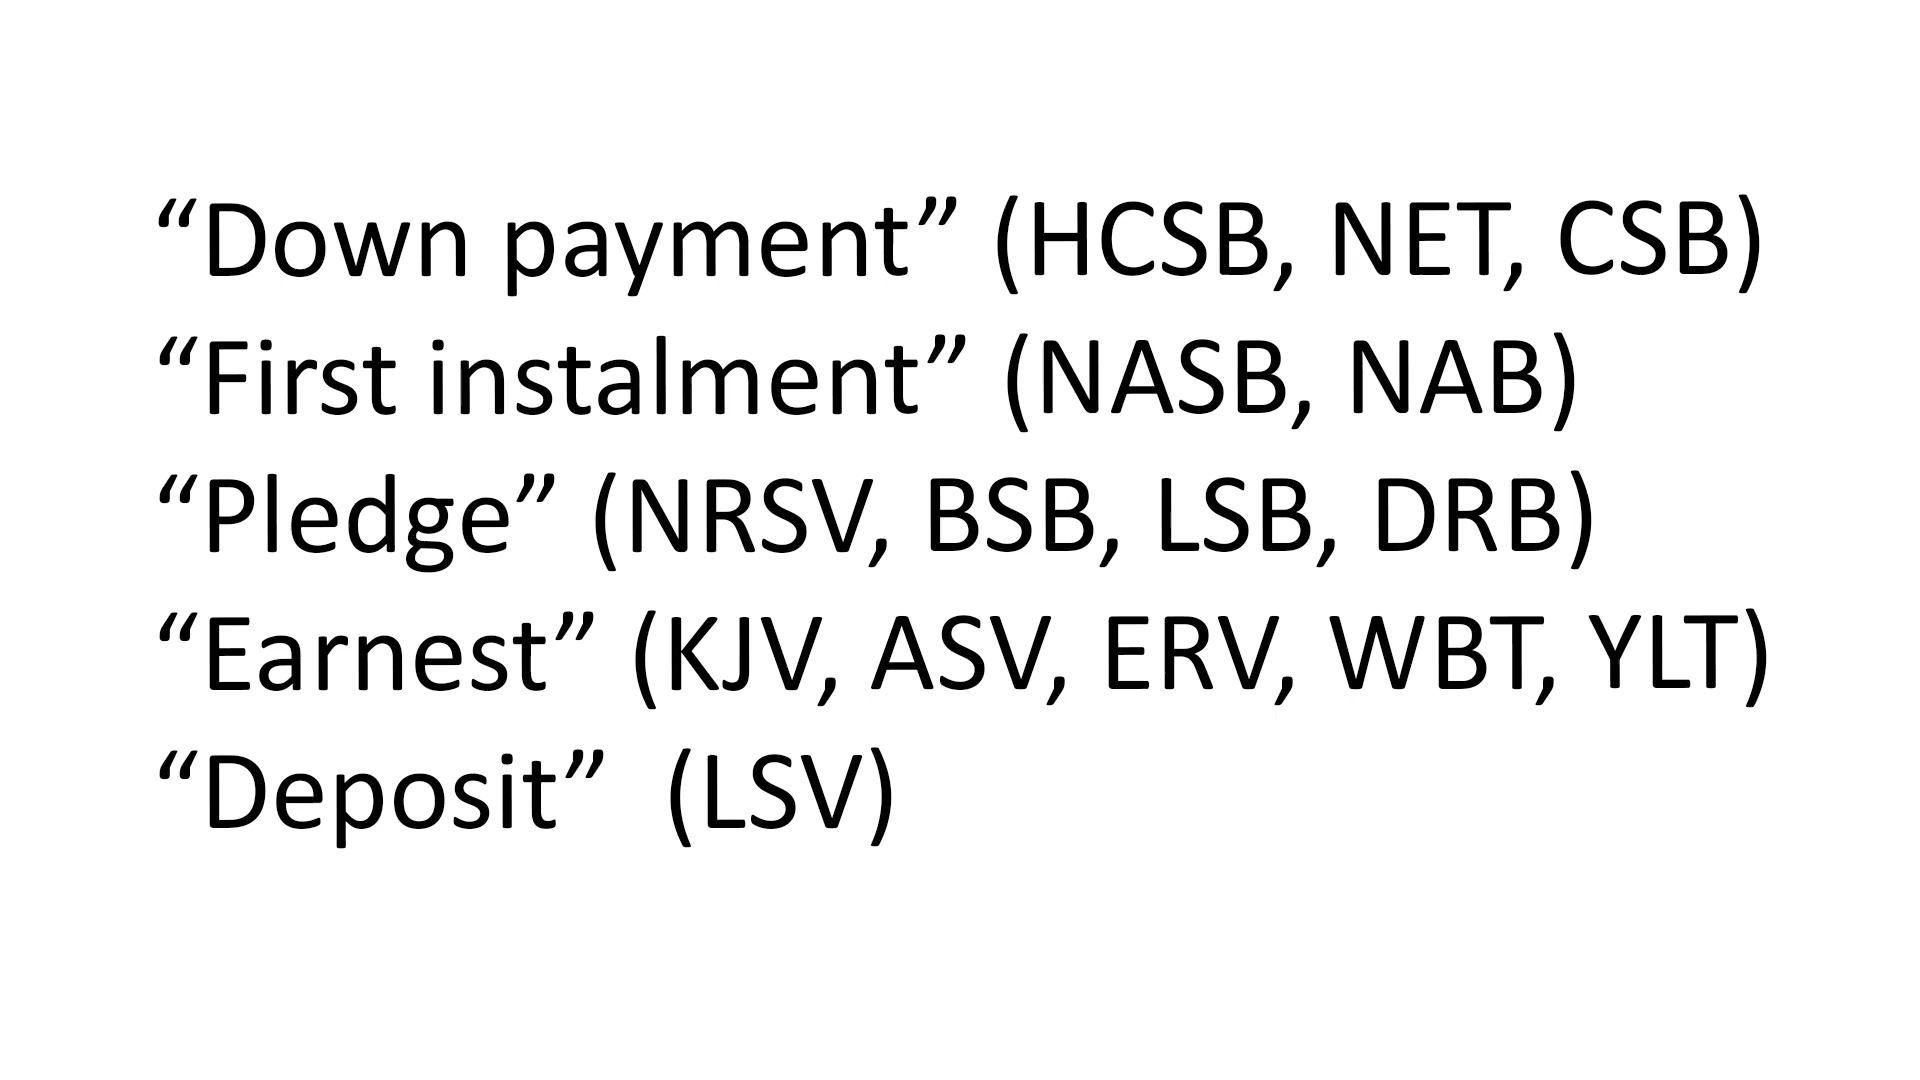 “Down payment” (HCSB, NET, CSB)
“First instalment” (NASB, NAB)
“Pledge” (NRSV, BSB, LSB, DRB)
“Earnest” (KJV, ASV, ERV, WBT, YLT)
“Deposit”  (LSV)